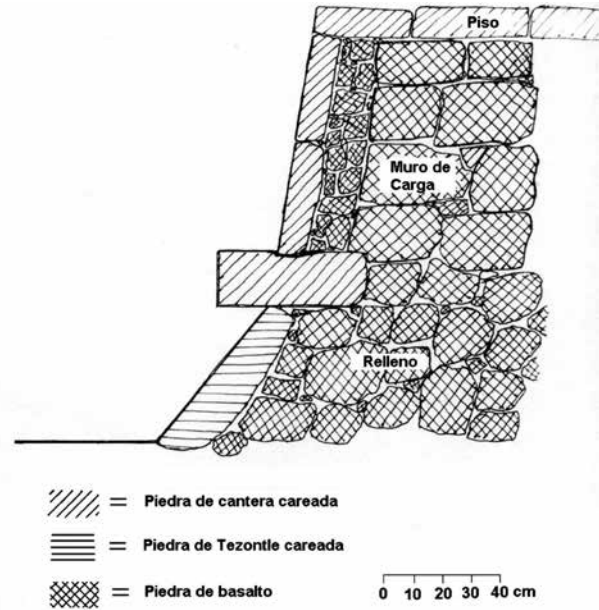 Piso
Muro de
Carga
Relleno
= Piedra de cantera careada
= Piedra de Tezontle careada
= Piedra de basalto
0 10 20 30 40 cm